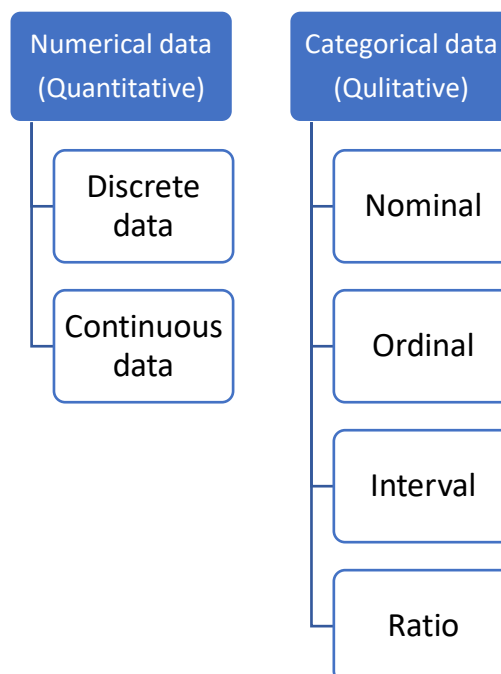 Numerical data
(Quantitative)
Discrete
data
Continuous
data
Categorical data
(Qulitative)
Nominal
Ordinal
Interval
Ratio